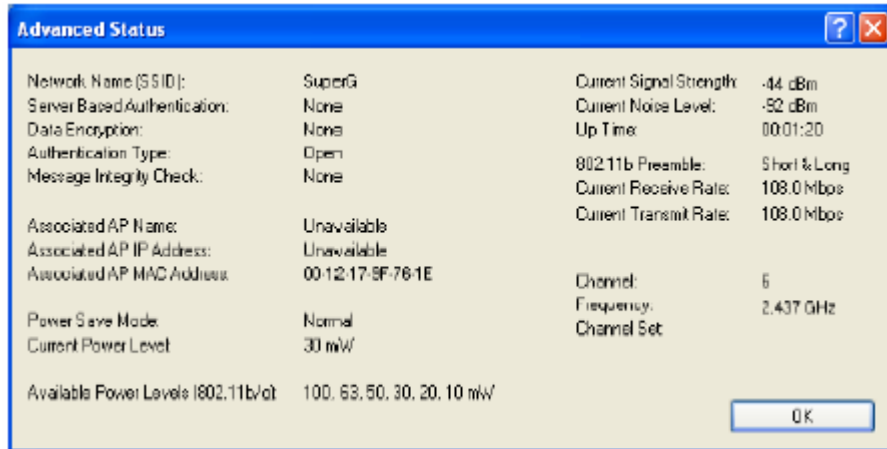 Advanced Status
Network Name (SSID): SuperG
Server Based Authentication: None
Data Encryption: None
Authentication Type: Open
Message Integrity Check: None
Associated AP Name: Unavailable
Associated AP IP Address: Unavailable
Associated AP MAC Address: 00-12-17-9F-76-1E
Power Save Mode: Normal
Current Power Level: 30 mW
Available Power Levels (802.11b/g): 100, 63, 50, 30, 20, 10 mW
Current Signal Strength: -44 dBm
Current Noise Level: -92 dBm
Up Time: 00:01:20
802.11b Preamble: Short & Long
Current Receive Rate: 108.0 Mbps
Current Transmit Rate: 108.0 Mbps
Channel: 6
Frequency: 2.437 GHz
Channel Set:
OK